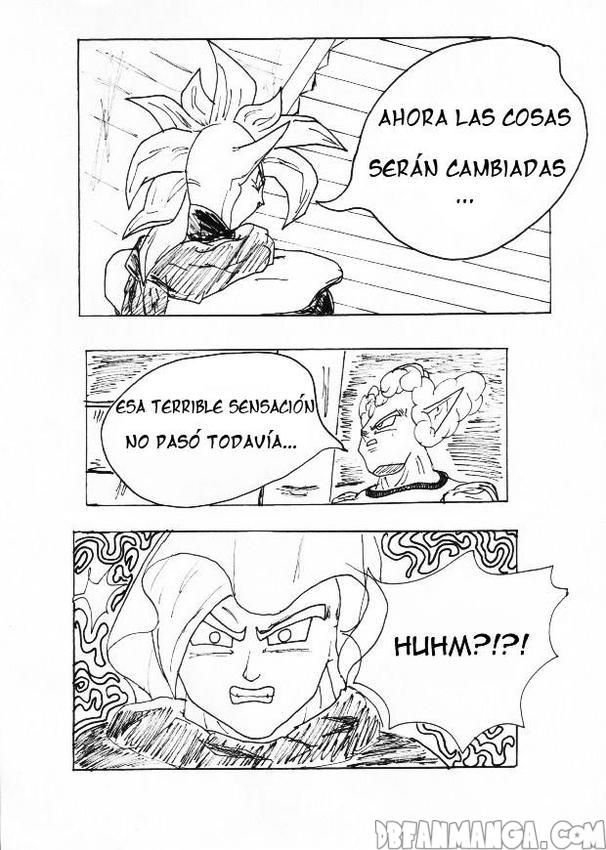 AHORA LAS COSAS
SERÁN CAMBIADAS
...
ESA TERRIBLE SENSACIÓN
NO PASÓ TODAVÍA...
HUHM?!?!
DBFANMANGA.COM